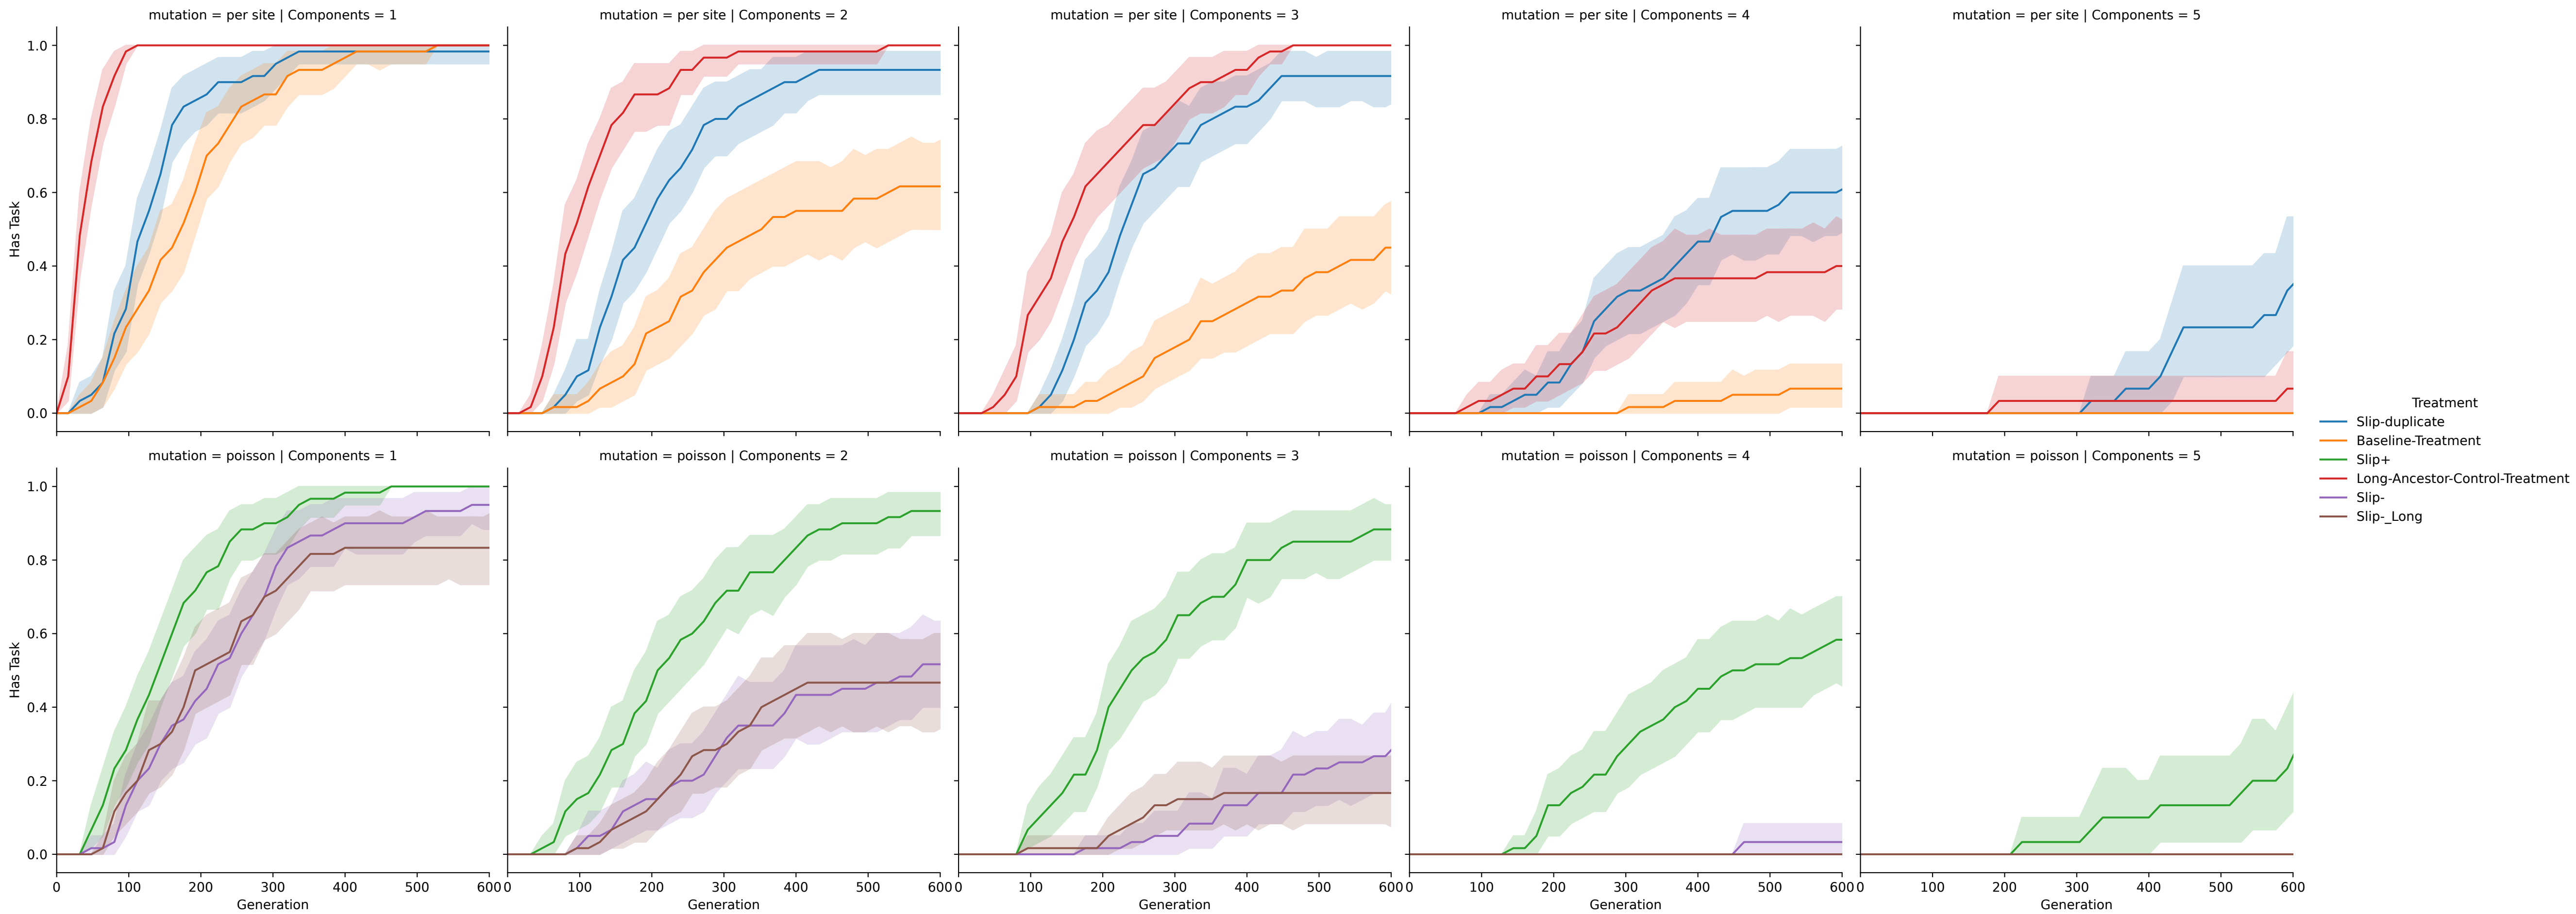 mutation = per site | Components = 1
mutation = per site | Components = 2
mutation = per site | Components = 3
mutation = per site | Components = 4
mutation = per site | Components = 5
1.0
0.8
0.6
0.4
0.2
0.0
Has Task
mutation = poisson | Components = 1
mutation = poisson | Components = 2
mutation = poisson | Components = 3
mutation = poisson | Components = 4
mutation = poisson | Components = 5
1.0
0.8
0.6
0.4
0.2
0.0
Has Task
0 100 200 300 400 500 600
0 100 200 300 400 500 600
0 100 200 300 400 500 600
0 100 200 300 400 500 600
0 100 200 300 400 500 600
Generation
Generation
Generation
Generation
Generation
Treatment
Slip-duplicate
Baseline-Treatment
Slip+
Long-Ancestor-Control-Treatment
Slip-
Slip-_Long